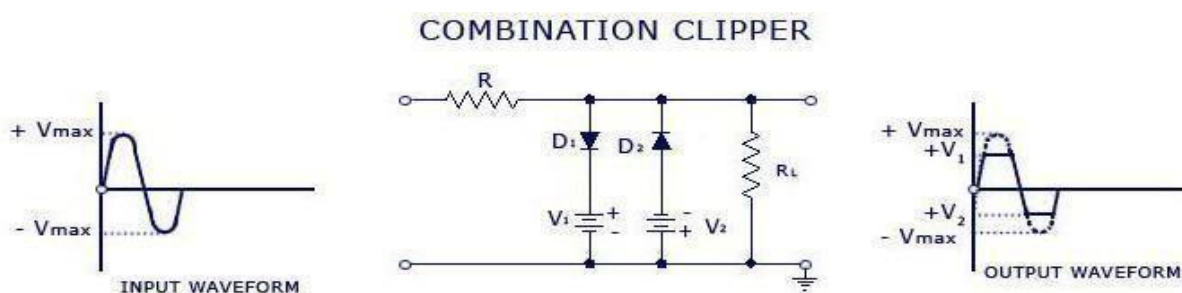 COMBINATION CLIPPER
+ Vmax
- Vmax
INPUT WAVEFORM
R
D1
D2
RL
V1
+
-
-
+
V2
+ Vmax
+V1
+V2
- Vmax
OUTPUT WAVEFORM